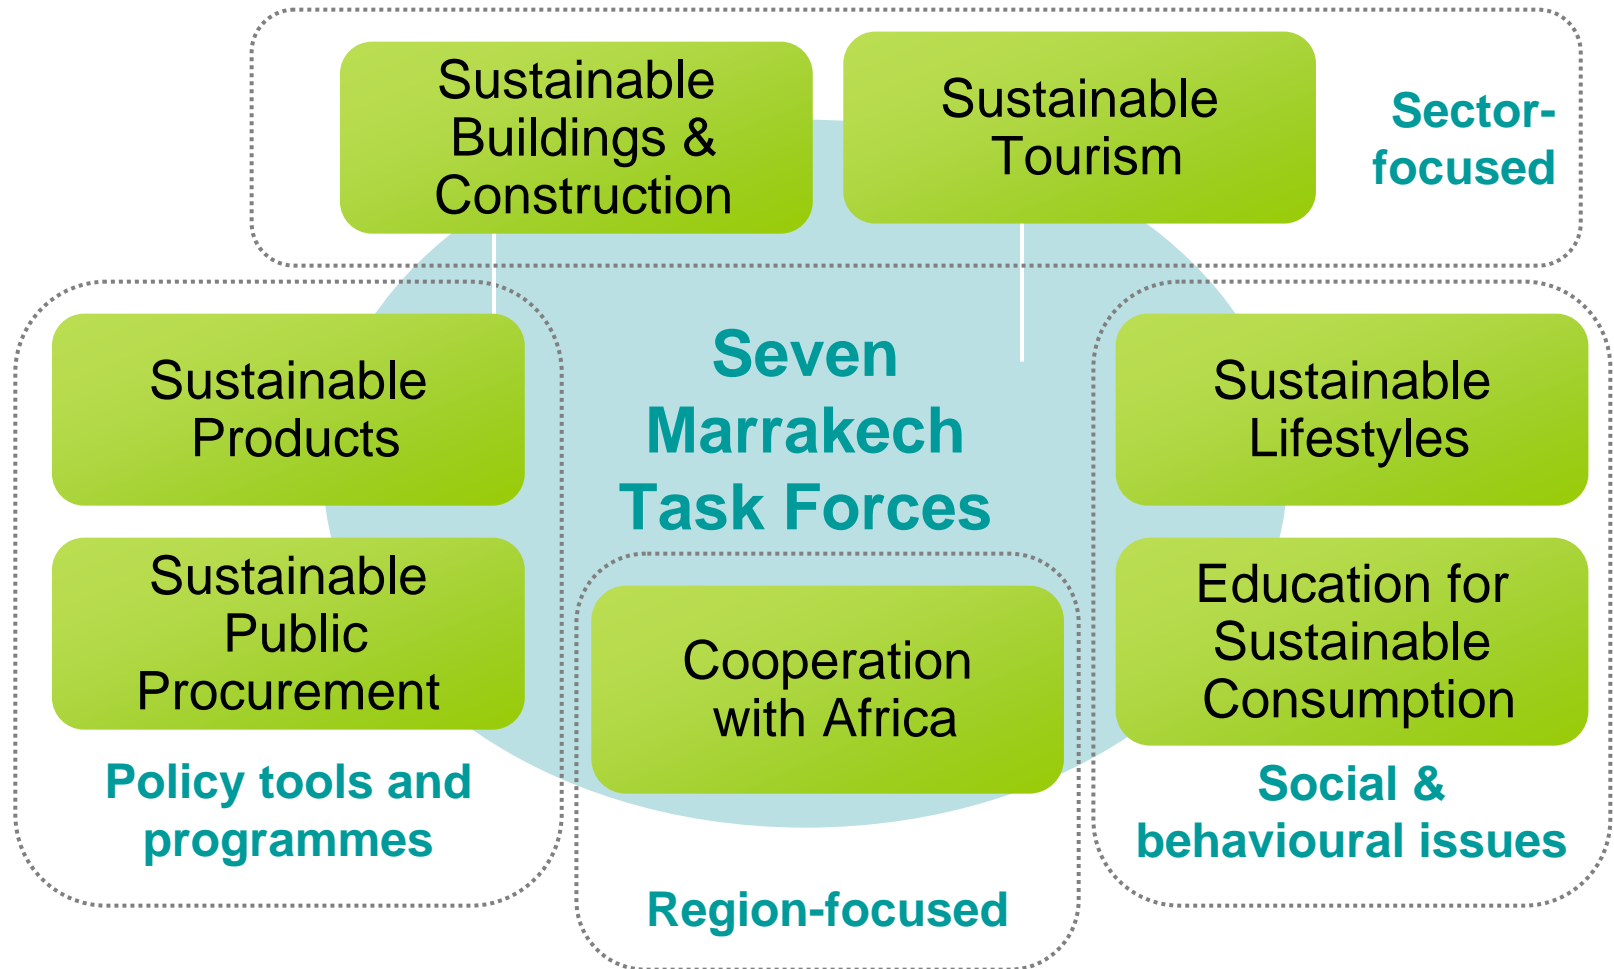 Sustainable
Buildings &
Construction
Sustainable
Tourism
Sector-
focused
Sustainable
Products
Seven
Marrakech
Task Forces
Sustainable
Lifestyles
Sustainable
Public
Procurement
Cooperation
with Africa
Education for
Sustainable
Consumption
Policy tools and
programmes
Region-focused
Social &
behavioural issues